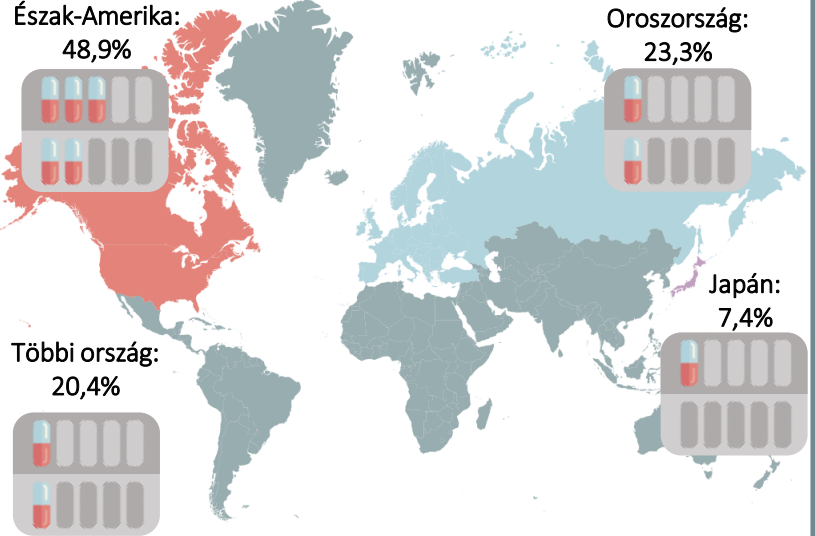 Észak-Amerika:
48,9%
Oroszország:
23,3%
Japán:
7,4%
Többi ország:
20,4%